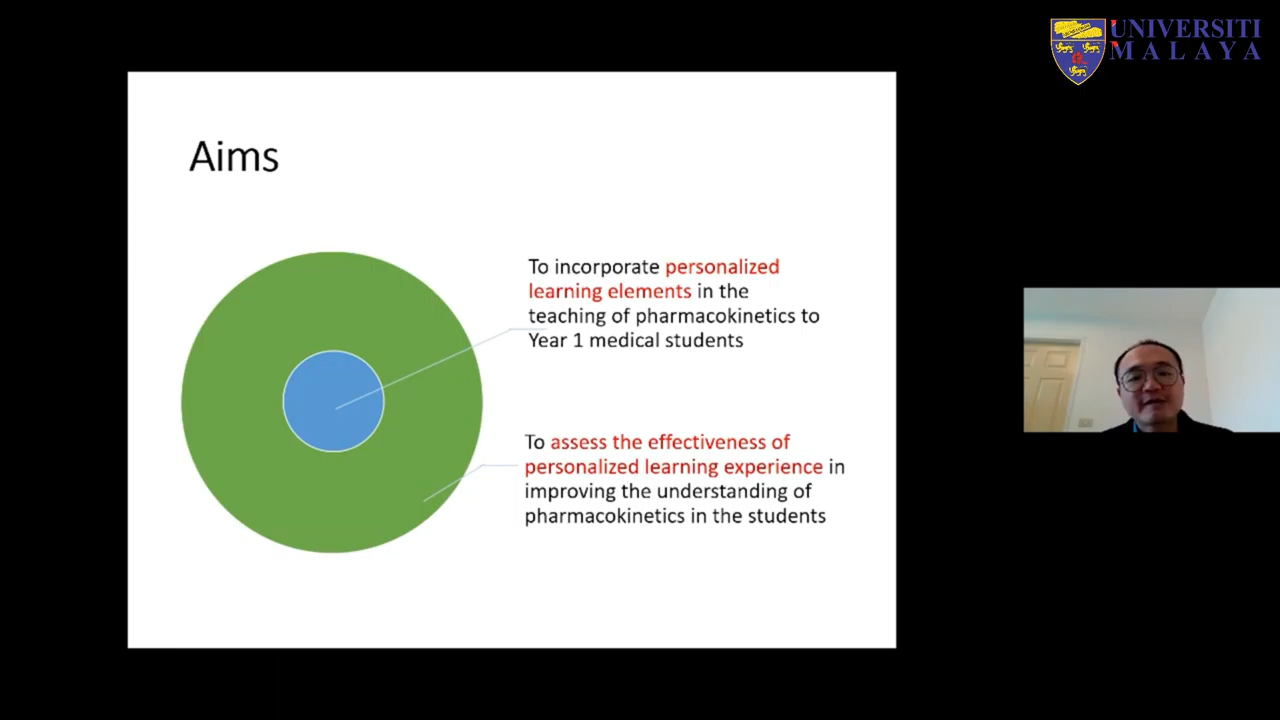 UNIVERSITI
MALAYA
Aims
To incorporate personalized
learning elements in the
teaching of pharmacokinetics to
Year 1 medical students
To assess the effectiveness of
personalized learning experience in
improving the understanding of
pharmacokinetics in the students